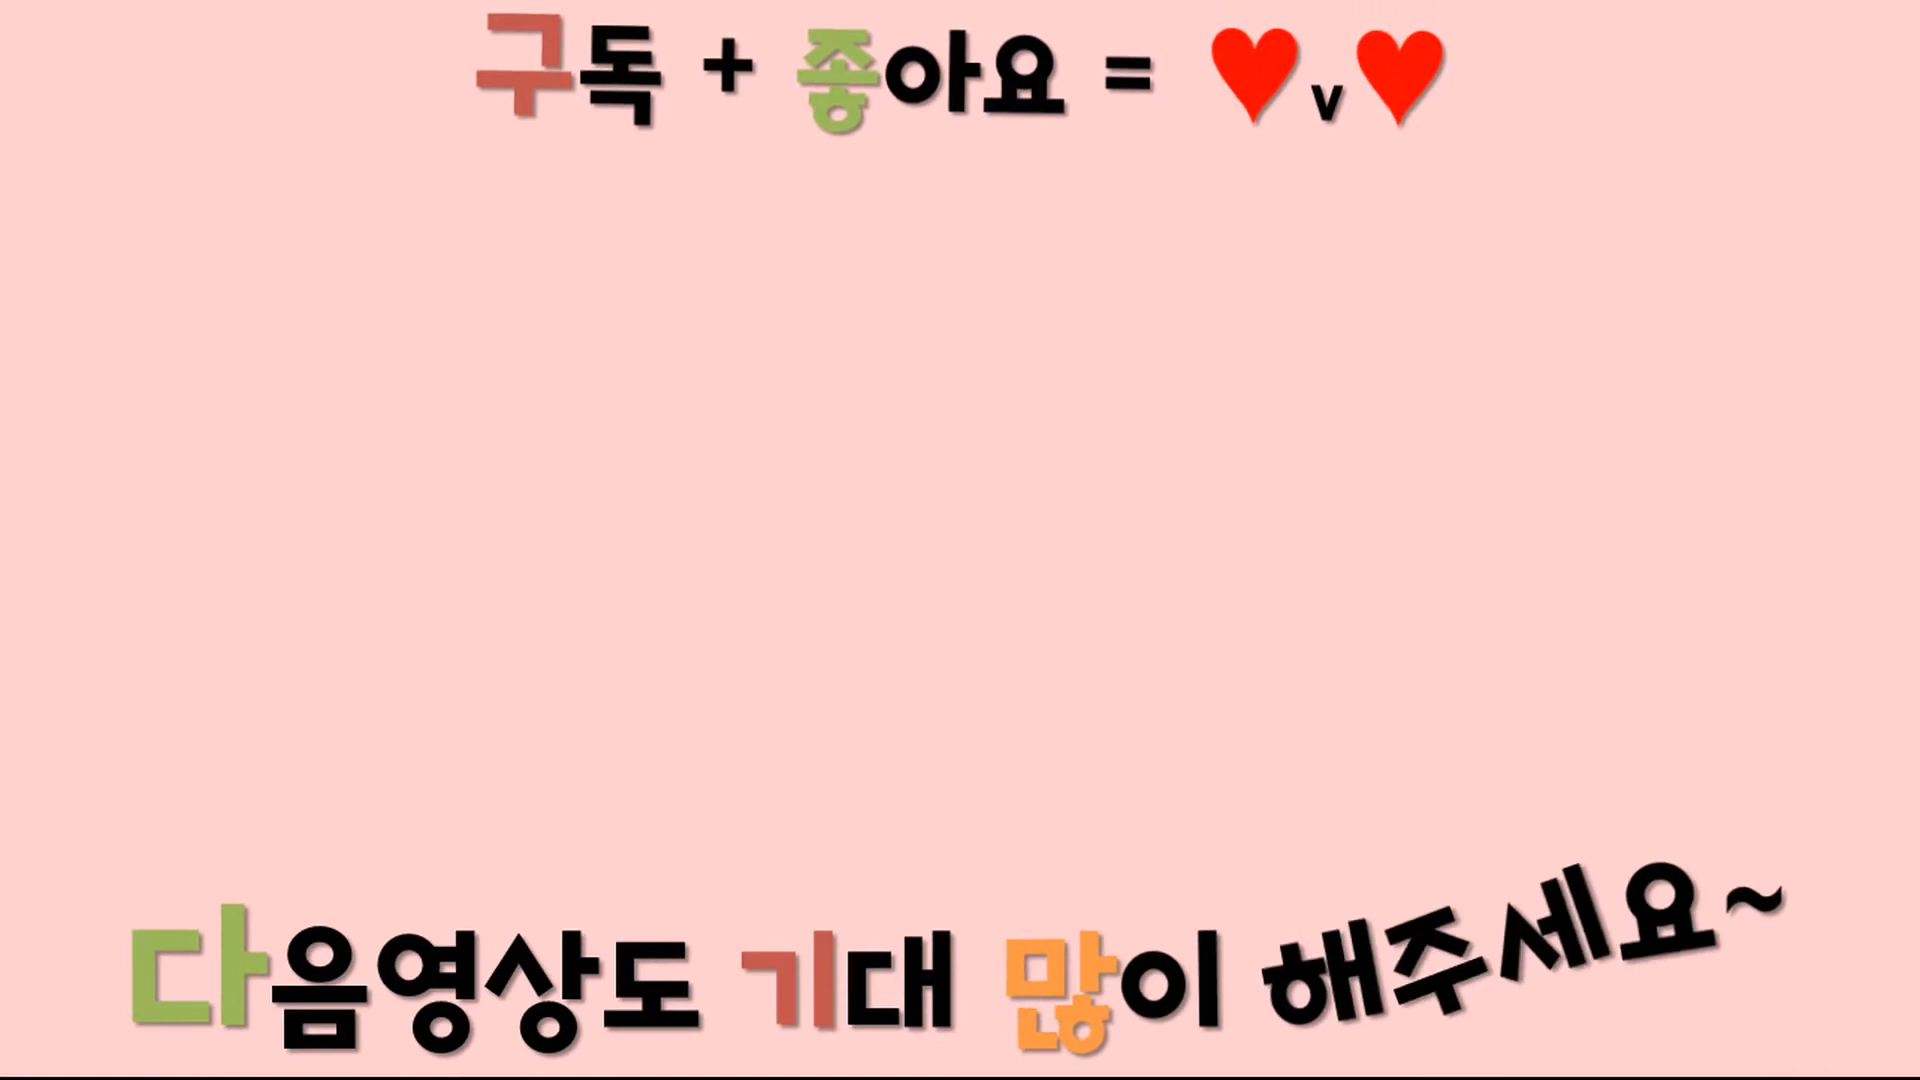 구독 + 좋아요 = ♥v♥
다음영상도 기대 많이 해주세요~